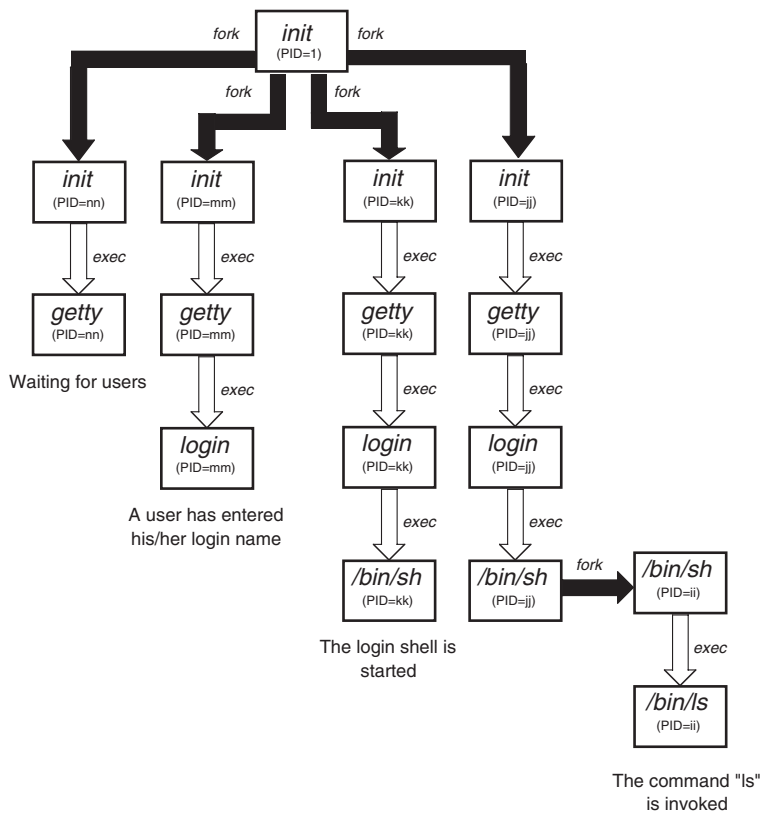 fork
init
fork
(PID=1)
fork
fork
init
(PID=nn)
init
(PID=mm)
init
(PID=kk)
init
(PID=jj)
exec
exec
exec
exec
getty
(PID=nn)
getty
(PID=mm)
getty
(PID=kk)
getty
(PID=jj)
Waiting for users
exec
exec
exec
login
(PID=mm)
login
(PID=kk)
login
(PID=jj)
A user has entered
his/her login name
exec
exec
/bin/sh
(PID=kk)
/bin/sh
(PID=jj)
fork
/bin/sh
(PID=ii)
The login shell is
started
exec
/bin/ls
(PID=ii)
The command "ls"
is invoked